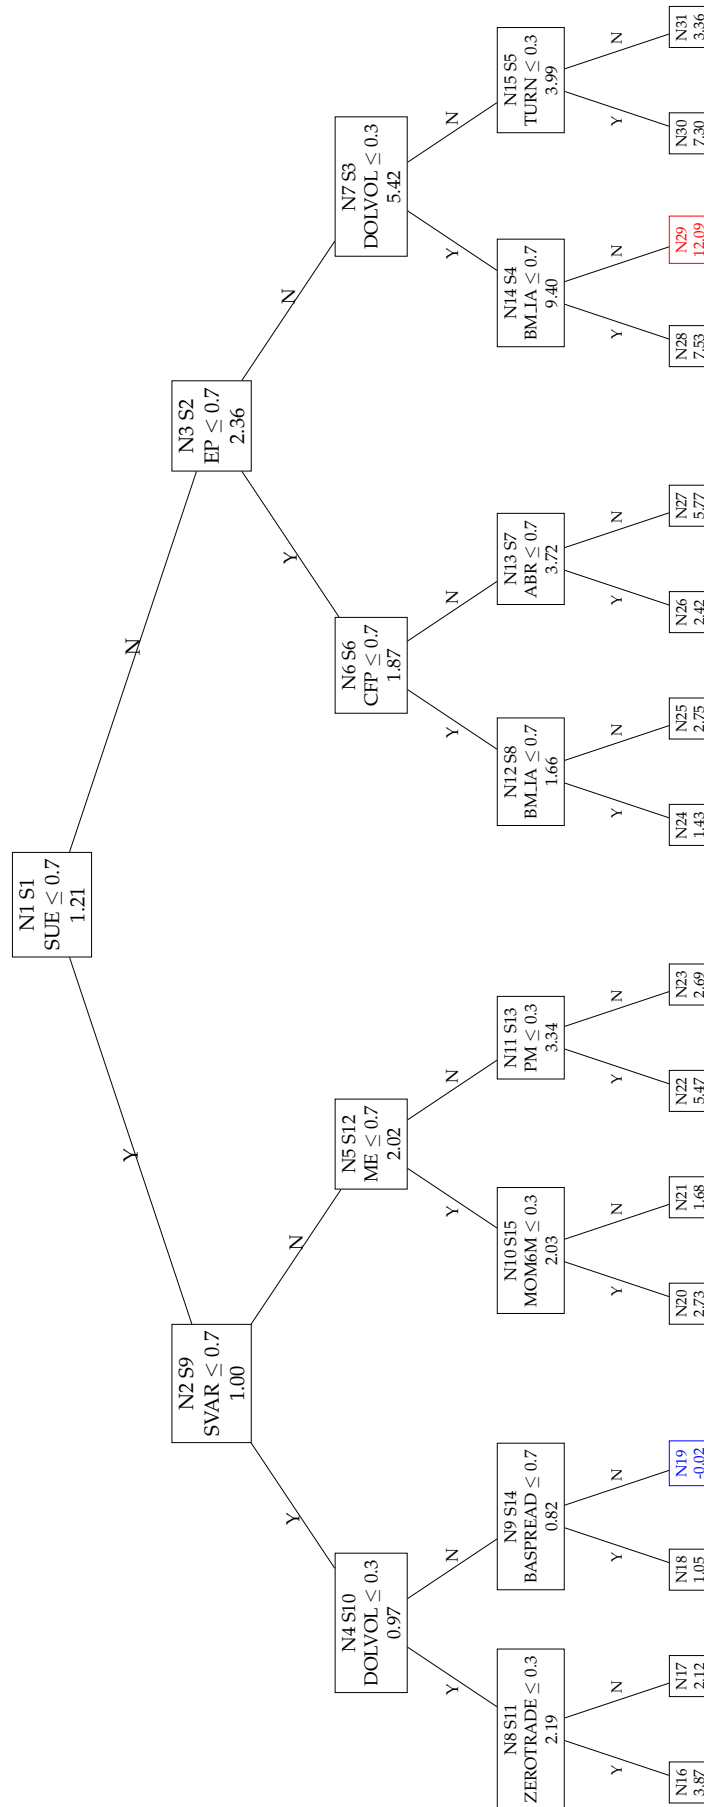 N1 S1
SUE ≤ 0.7
1.21
Y
N
N2 S9
SVAR ≤ 0.7
1.00
N3 S2
EP ≤ 0.7
2.36
Y
N
Y
N
N4 S10
DOLVOL ≤ 0.3
0.97
N5 S12
ME ≤ 0.7
2.02
N6 S6
CFP ≤ 0.7
1.87
N7 S3
DOLVOL ≤ 0.3
5.42
Y
N
Y
N
Y
N
Y
N
N8 S11
ZEROTRADE ≤ 0.3
2.19
N9 S14
BASPREAD ≤ 0.7
0.82
N10 S15
MOM6M ≤ 0.3
2.03
N11 S13
PM ≤ 0.3
3.34
N12 S8
BM_IA ≤ 0.7
1.66
N13 S7
ABR ≤ 0.7
3.72
N14 S4
BM_IA ≤ 0.7
9.40
N15 S5
TURN ≤ 0.3
3.99
Y
N
Y
N
Y
N
Y
N
Y
N
Y
N
Y
N
Y
N
N16
3.87
N17
2.12
N18
1.05
N19
-0.02
N20
2.73
N21
1.68
N22
5.47
N23
2.69
N24
1.43
N25
2.75
N26
2.42
N27
5.77
N28
7.53
N29
12.09
N30
7.30
N31
3.36